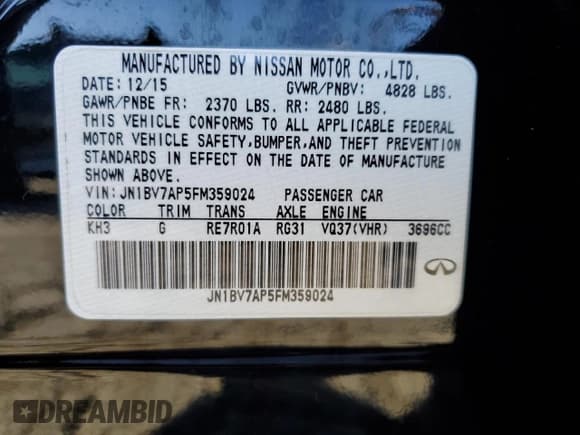 MANUFACTURED BY NISSAN MOTOR CO.,LTD.
DATE: 12/15 GVWR/PNBV: 4828 LBS.
GAWR/PNBE FR: 2370 LBS. RR: 2480 LBS.
THIS VEHICLE CONFORMS TO ALL APPLICABLE FEDERAL
MOTOR VEHICLE SAFETY,BUMPER,AND THEFT PREVENTION
STANDARDS IN EFFECT ON THE DATE OF MANUFACTURE
SHOWN ABOVE.
VIN:JN1BV7AP5FM359024 PASSENGER CAR
COLOR TRIM TRANS AXLE ENGINE
KH3 G RE7R01A RG31 VQ37(VHR) 3696CC
JN1BV7AP5FM359024
DREAMBID